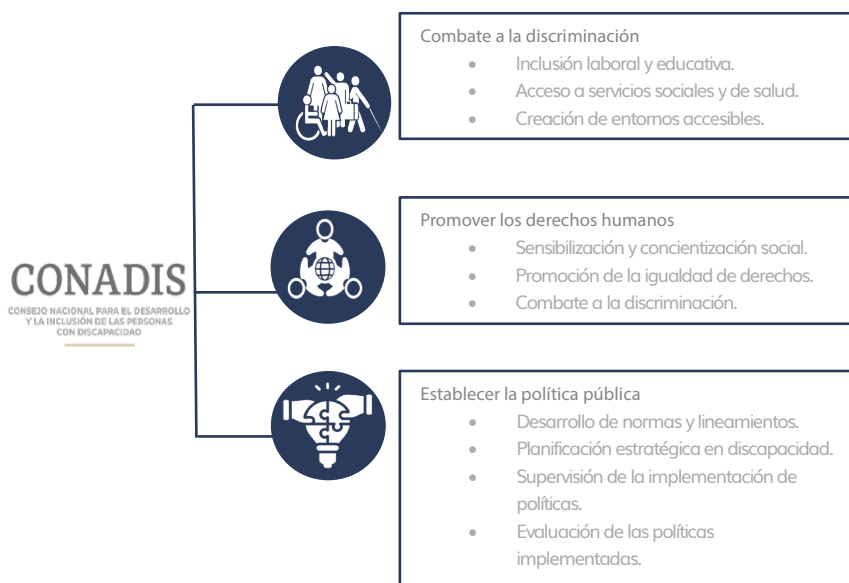 CONADIS
CONSEJO NACIONAL PARA EL DESARROLLO
Y LA INCLUSIÓN DE LAS PERSONAS
CON DISCAPACIDAD
Combate a la discriminación
• Inclusión laboral y educativa.
• Acceso a servicios sociales y de salud.
• Creación de entornos accesibles.
Promover los derechos humanos
• Sensibilización y concientización social.
• Promoción de la igualdad de derechos.
• Combate a la discriminación.
Establecer la política pública
• Desarrollo de normas y lineamientos.
• Planificación estratégica en discapacidad.
• Supervisión de la implementación de
políticas.
• Evaluación de las políticas
implementadas.